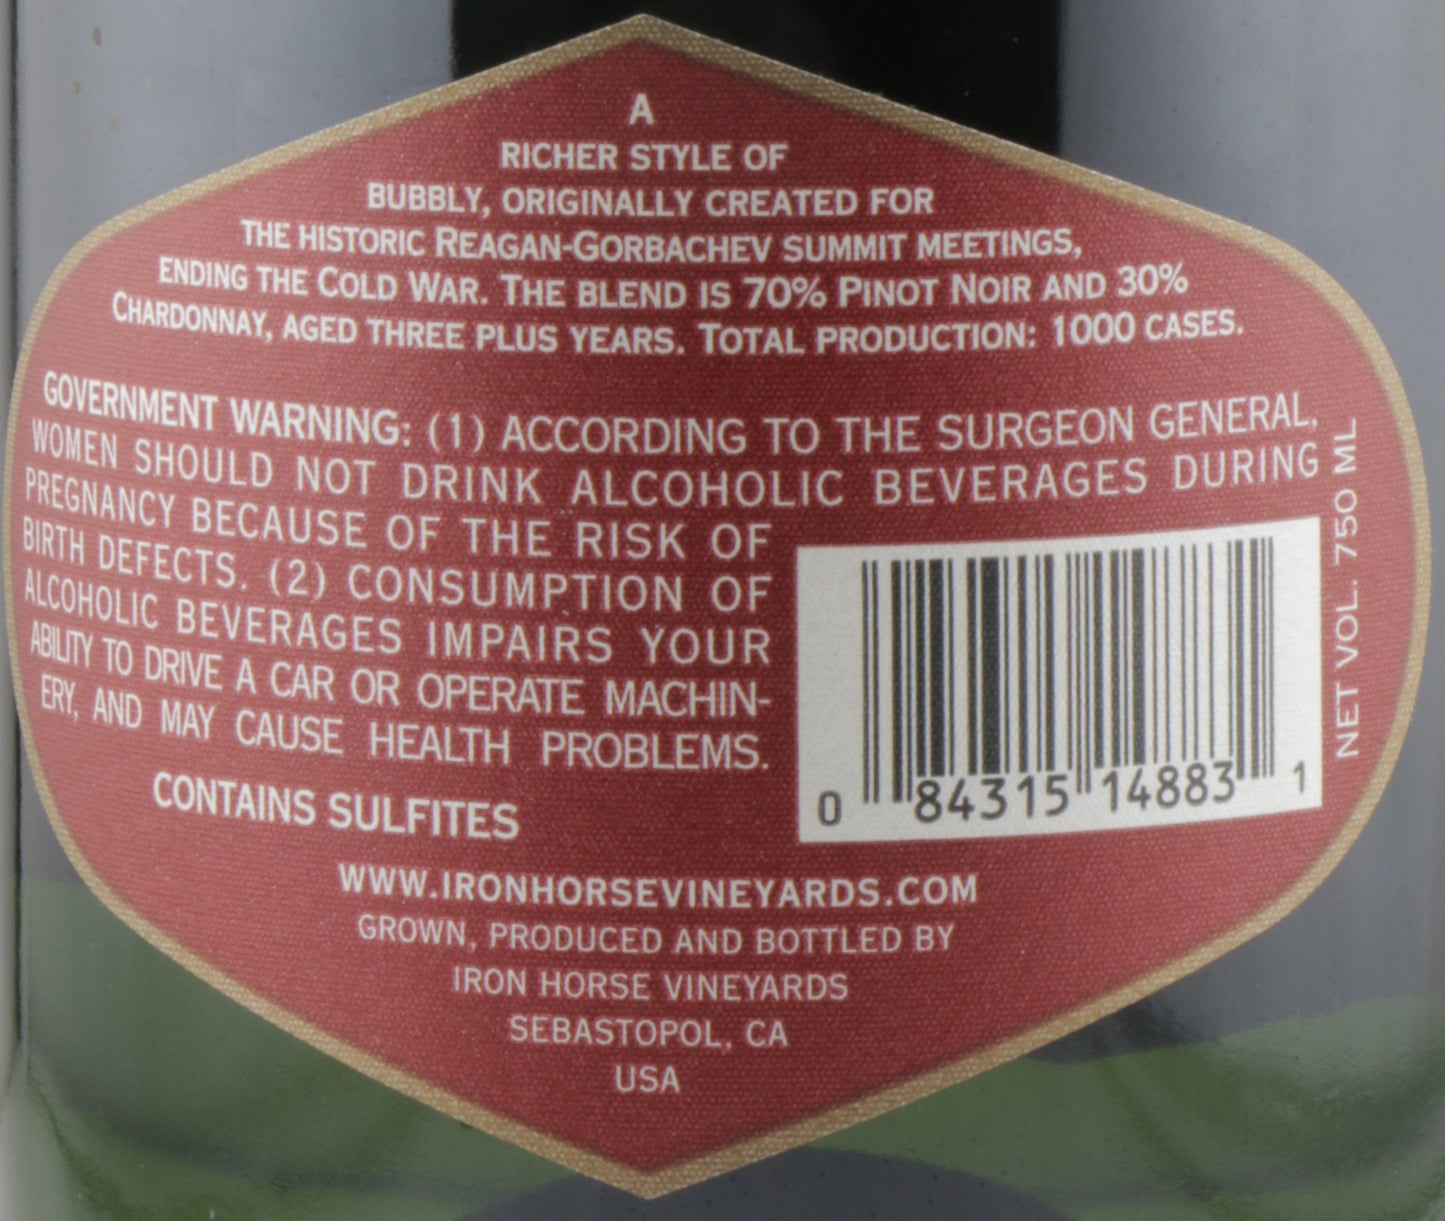 A
RICHER STYLE OF
BUBBLY, ORIGINALLY CREATED FOR
THE HISTORIC REAGAN-GORBACHEV SUMMIT MEETINGS,
ENDING THE COLD WAR. THE BLEND IS 70% PINOT NOIR AND 30%
CHARDONNAY, AGED THREE PLUS YEARS. TOTAL PRODUCTION: 1000 CASES.
GOVERNMENT WARNING: (1) ACCORDING TO THE SURGEON GENERAL,
WOMEN SHOULD NOT DRINK ALCOHOLIC BEVERAGES DURING
PREGNANCY BECAUSE OF THE RISK OF
BIRTH DEFECTS. (2) CONSUMPTION OF
ALCOHOLIC BEVERAGES IMPAIRS YOUR
ABILITY TO DRIVE A CAR OR OPERATE MACHIN-
ERY, AND MAY CAUSE HEALTH PROBLEMS.
CONTAINS SULFITES
0 84315 14883 1
NET VOL. 750 ML
WWW.IRONHORSEVINEYARDS.COM
GROWN, PRODUCED AND BOTTLED BY
IRON HORSE VINEYARDS
SEBASTOPOL, CA
USA